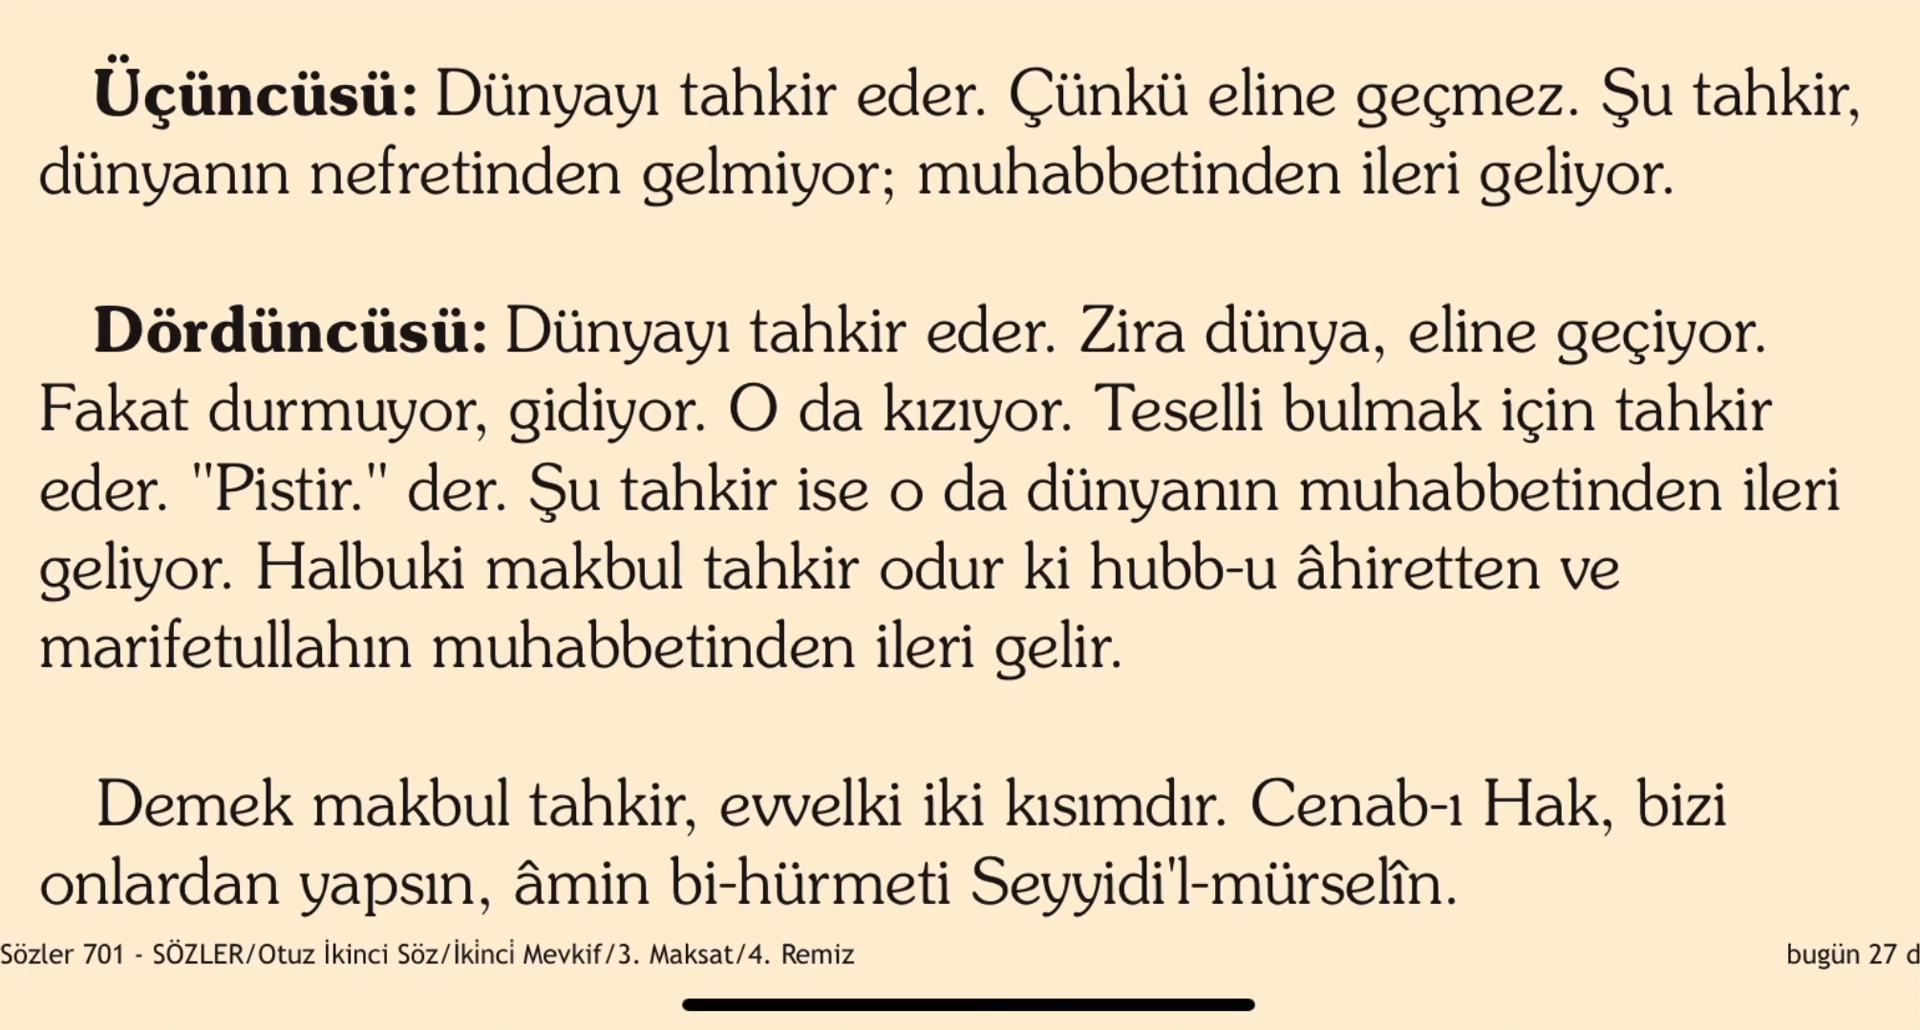 Üçüncüsü: Dünyayı tahkir eder. Çünkü eline geçmez. Şu tahkir,
dünyanın nefretinden gelmiyor; muhabbetinden ileri geliyor.
Dördüncüsü: Dünyayı tahkir eder. Zira dünya, eline geçiyor.
Fakat durmuyor, gidiyor. O da kızıyor. Teselli bulmak için tahkir
eder. "Pistir." der. Şu tahkir ise o da dünyanın muhabbetinden ileri
geliyor. Halbuki makbul tahkir odur ki hubb-u âhiretten ve
marifetullahın muhabbetinden ileri gelir.
Demek makbul tahkir, evvelki iki kısımdır. Cenab-ı Hak, bizi
onlardan yapsın, âmin bi-hürmeti Seyyidi'l-mürselîn.
Sözler 701 - SÖZLER/Otuz İkinci Söz/İkinci Mevkif/3. Maksat/4. Remiz
bugün 27 d